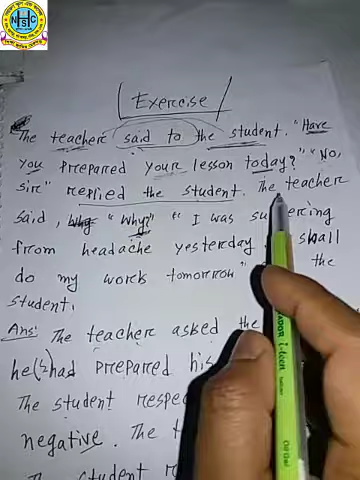 Exercise
The teacher said to the student. "Have
you prepared your lesson today?" "No,
sir" replied the student. The teacher
said, "Why?" "I was suffering
from headache yesterday shall
do my work tomorrow" the
student.
Ans: The teacher asked the
he(s) had prepared his
The student
negative. The
The student